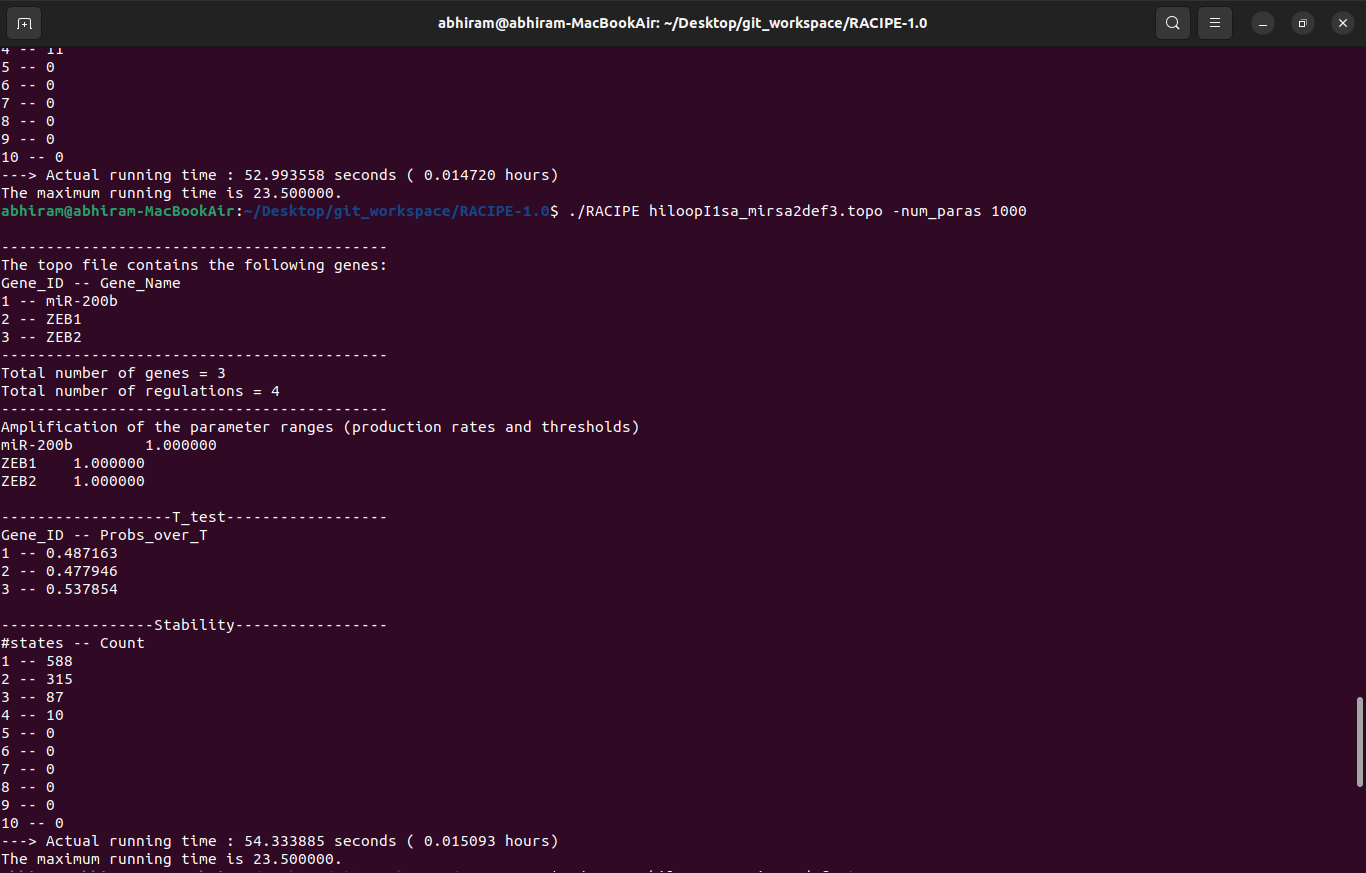 abhiram@abhiram-MacBookAir: ~/Desktop/git_workspace/RACIPE-1.0
4 -- 11
5 -- 0
6 -- 0
7 -- 0
8 -- 0
9 -- 0
10 -- 0
---> Actual running time : 52.993558 seconds ( 0.014720 hours)
The maximum running time is 23.500000.
abhiram@abhiram-MacBookAir:~/Desktop/git_workspace/RACIPE-1.0$ ./RACIPE hiloopI1sa_mirsa2def3.topo -num_paras 1000
-------------------------------------------
The topo file contains the following genes:
Gene_ID -- Gene_Name
1 -- miR-200b
2 -- ZEB1
3 -- ZEB2
-------------------------------------------
Total number of genes = 3
Total number of regulations = 4
-------------------------------------------
Amplification of the parameter ranges (production rates and thresholds)
miR-200b        1.000000
ZEB1    1.000000
ZEB2    1.000000
-------------------T_test------------------
Gene_ID -- Probs_over_T
1 -- 0.487163
2 -- 0.477946
3 -- 0.537854
-----------------Stability-----------------
#states -- Count
1 -- 588
2 -- 315
3 -- 87
4 -- 10
5 -- 0
6 -- 0
7 -- 0
8 -- 0
9 -- 0
10 -- 0
---> Actual running time : 54.333885 seconds ( 0.015093 hours)
The maximum running time is 23.500000.